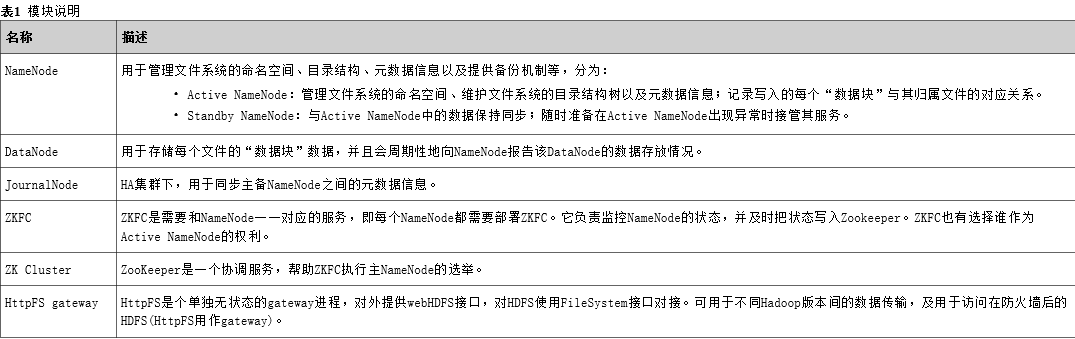 表1 模块说明
名称
描述
NameNode
用于管理文件系统的命名空间、目录结构、元数据信息以及提供备份机制等，分为：
• Active NameNode：管理文件系统的命名空间、维护文件系统的目录结构树以及元数据信息；记录写入的每个“数据块”与其归属文件的对应关系。
• Standby NameNode：与Active NameNode中的数据保持同步；随时准备在Active NameNode出现异常时接管其服务。
DataNode
用于存储每个文件的“数据块”数据，并且会周期性地向NameNode报告该DataNode的数据存放情况。
JournalNode
HA集群下，用于同步主备NameNode之间的元数据信息。
ZKFC
ZKFC是需要和NameNode一一对应的服务，即每个NameNode都需要部署ZKFC。它负责监控NameNode的状态，并及时把状态写入Zookeeper。ZKFC也有选择谁作为
Active NameNode的权利。
ZK Cluster
ZooKeeper是一个协调服务，帮助ZKFC执行主NameNode的选举。
HttpFS gateway
HttpFS是个单独无状态的gateway进程，对外提供webHDFS接口，对HDFS使用FileSystem接口对接。可用于不同Hadoop版本间的数据传输，及用于访问在防火墙后的
HDFS(HttpFS用作gateway)。